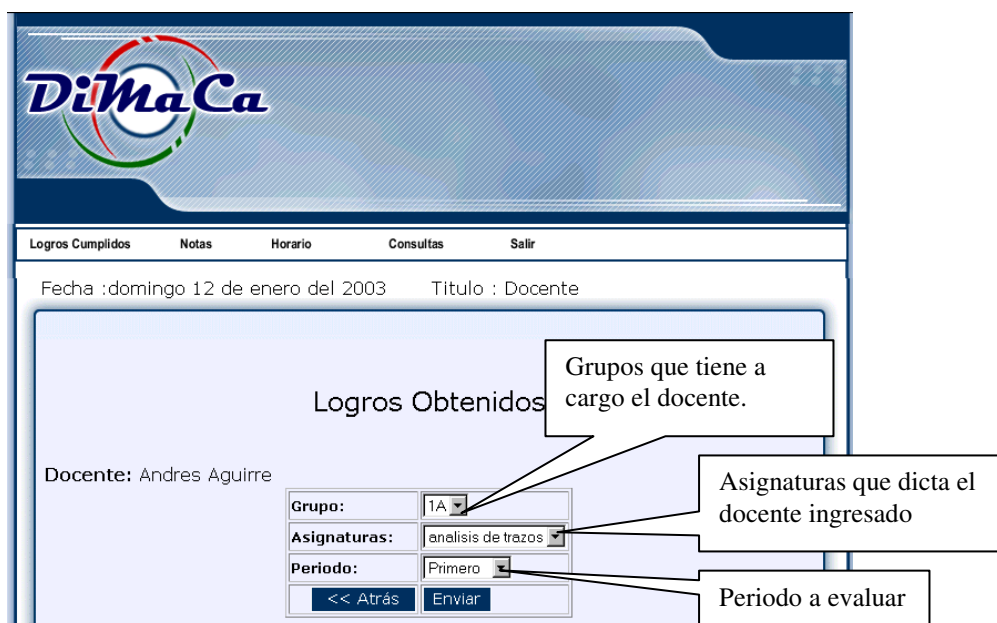 DiMaCa
Logros Cumplidos Notas Horario Consultas Salir
Fecha :domingo 12 de enero del 2003 Titulo : Docente
Grupos que tiene a
cargo el docente.
Logros Obtenidos
Docente: Andres Aguirre
Asignaturas que dicta el
docente ingresado
Grupo: 1A
Asignaturas: analisis de trazos
Periodo: Primero
Periodo a evaluar
<< Atrás Enviar